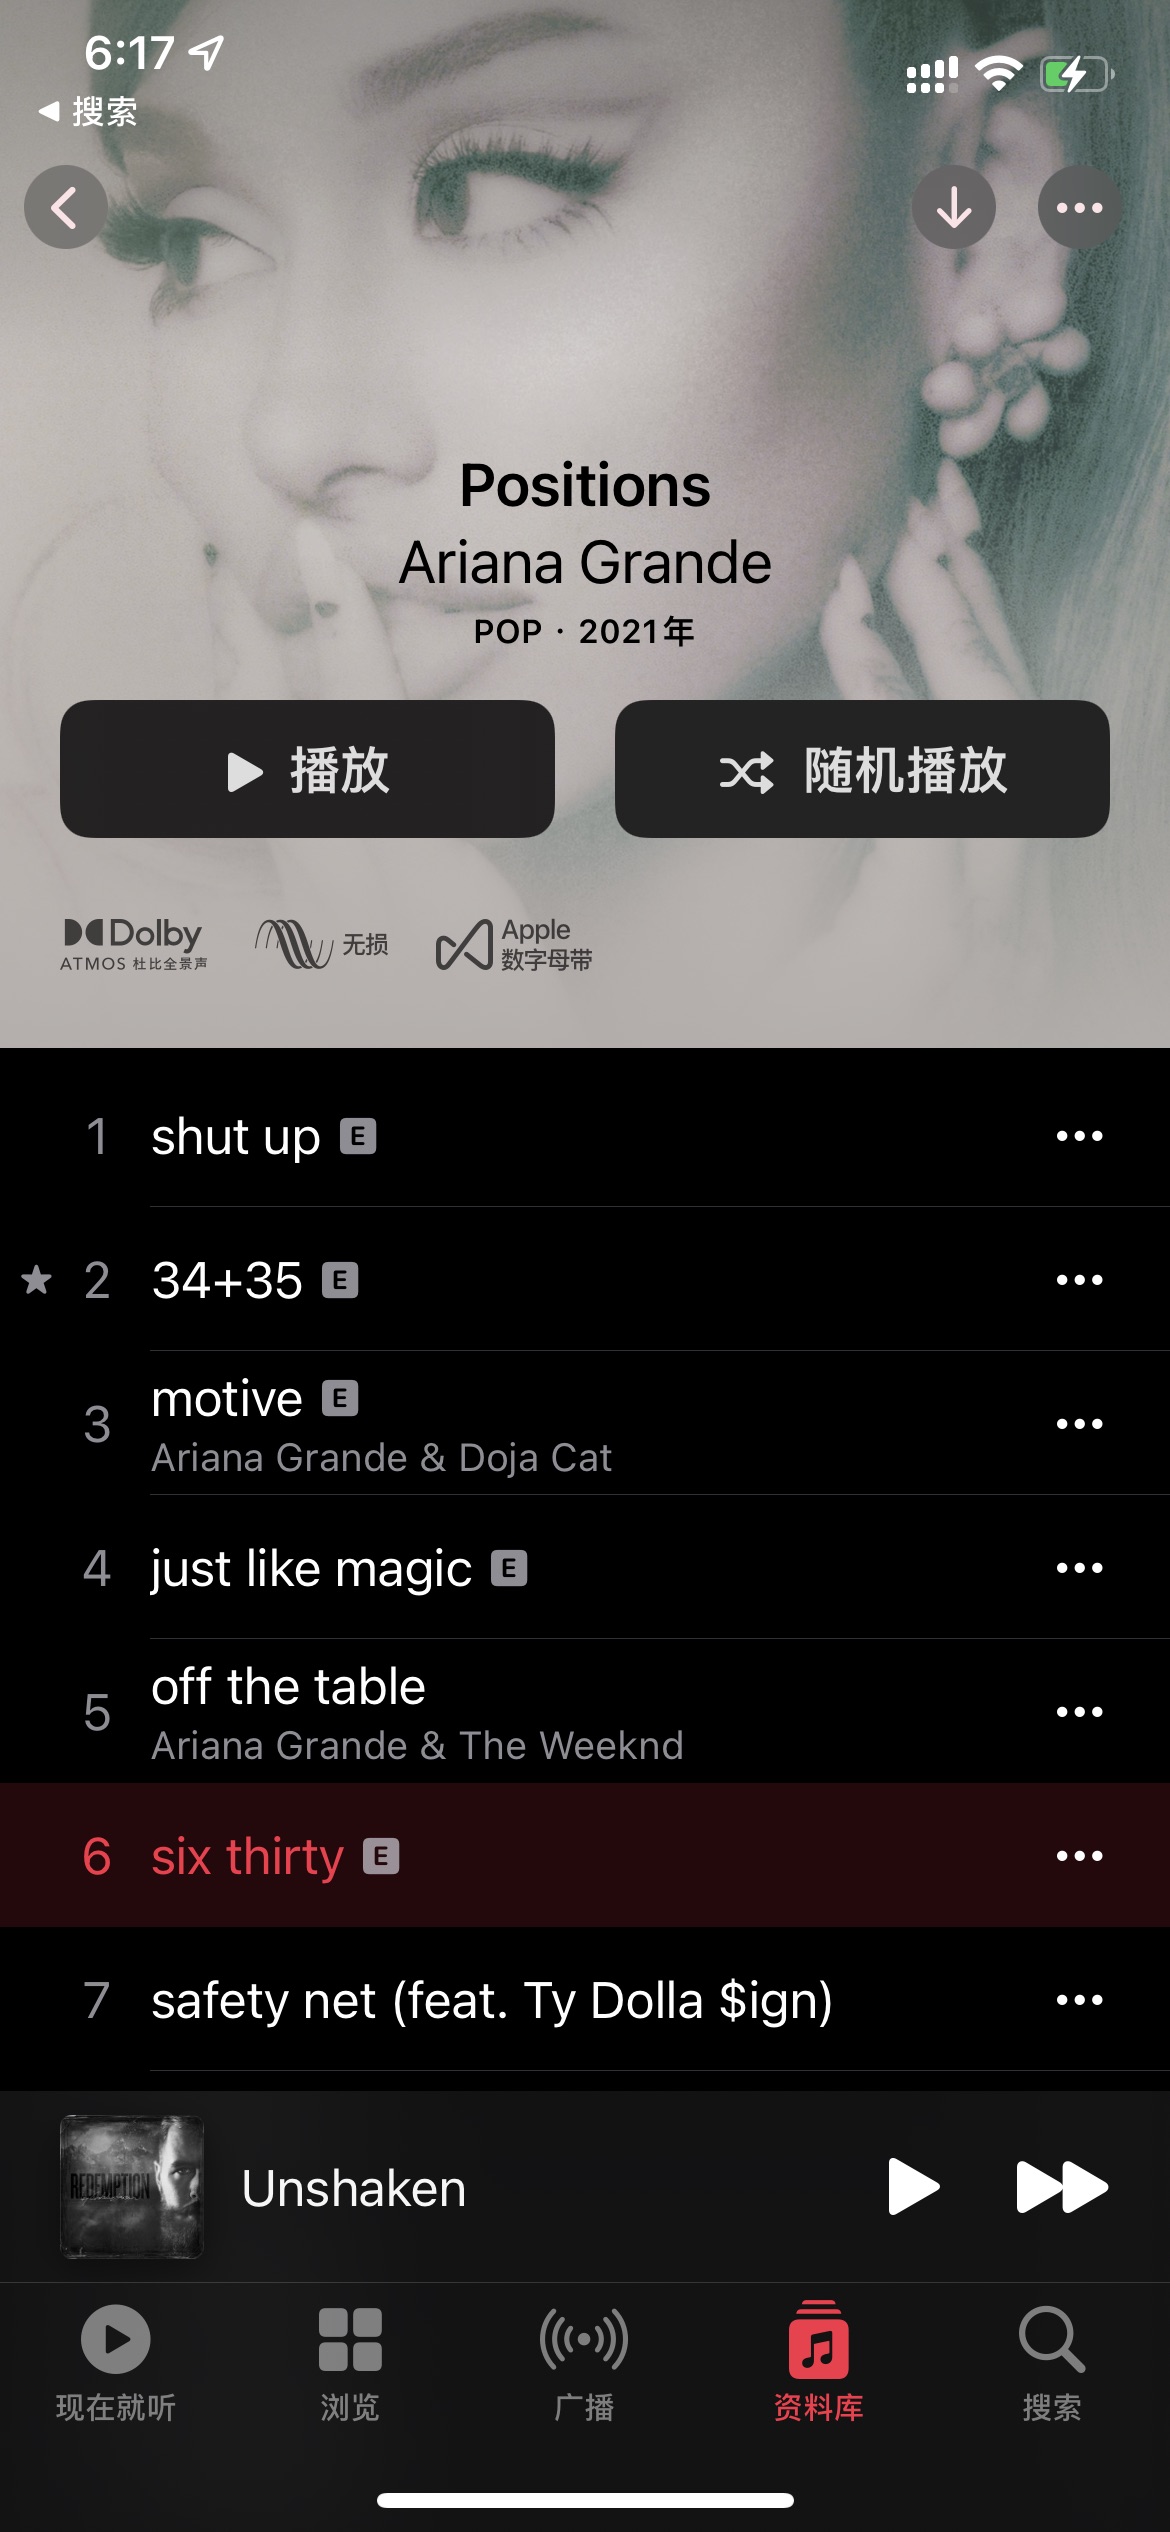 6:17
搜索
Positions
Ariana Grande
POP · 2021年
播放
随机播放
Dolby
ATMOS 杜比全景声
无损
Apple
数字母带
1 shut up E
2 34+35 E
3 motive E
Ariana Grande & Doja Cat
4 just like magic E
5 off the table
Ariana Grande & The Weeknd
6 six thirty E
7 safety net (feat. Ty Dolla $ign)
REDEMPTION
Unshaken
现在就听
浏览
广播
资料库
搜索